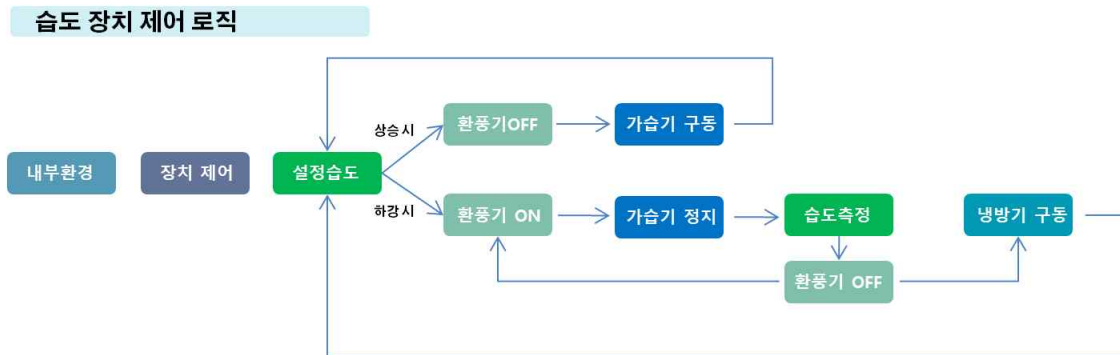 습도 장치 제어 로직
상승시
환풍기OFF
가습기 구동
내부환경
장치 제어
설정습도
하강시
환풍기 ON
가습기 정지
습도측정
냉방기 구동
환풍기 OFF